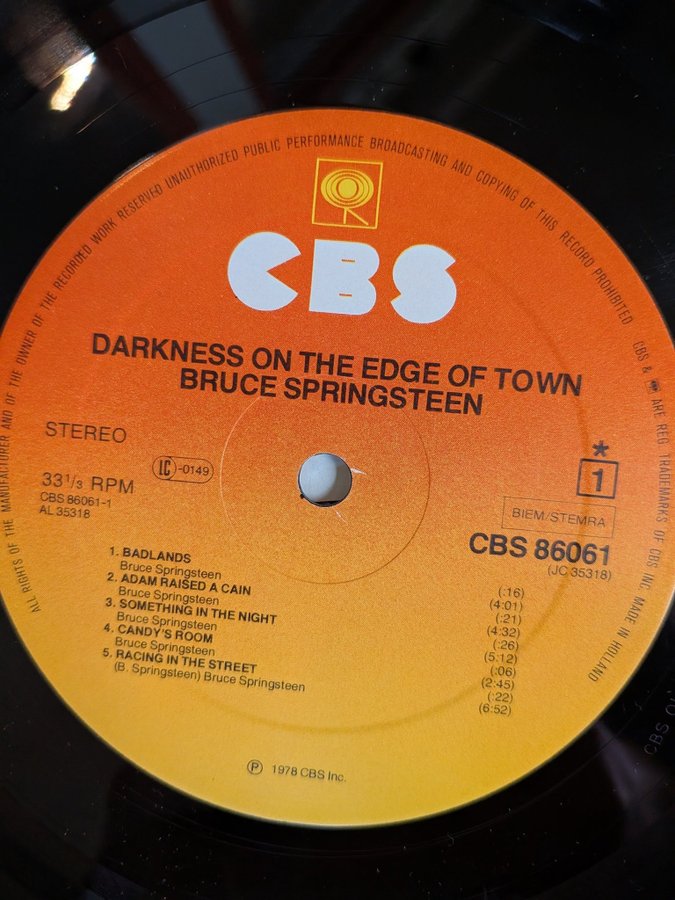 ALL RIGHTS OF THE MANUFACTURER AND OF THE OWNER OF THE RECORDED WORK RESERVED UNAUTHORIZED PUBLIC PERFORMANCE BROADCASTING AND COPYING OF THIS RECORD PROHIBITED CBS & ARE REG. TRADEMARKS OF CBS INC MADE IN HOLLAND
CBS
DARKNESS ON THE EDGE OF TOWN
BRUCE SPRINGSTEEN
STEREO
LC-0149
33 1/3 RPM
CBS 86061-1
AL 35318
*
1
BIEM/STEMRA
CBS 86061
(JC 35318)
1. BADLANDS
Bruce Springsteen (:16)
2. ADAM RAISED A CAIN (4:01)
Bruce Springsteen (:21)
3. SOMETHING IN THE NIGHT (4:32)
Bruce Springsteen (:26)
4. CANDY'S ROOM (5:12)
Bruce Springsteen (:06)
5. RACING IN THE STREET (2:45)
(B. Springsteen) Bruce Springsteen (:22)
(6:52)
℗ 1978 CBS Inc.